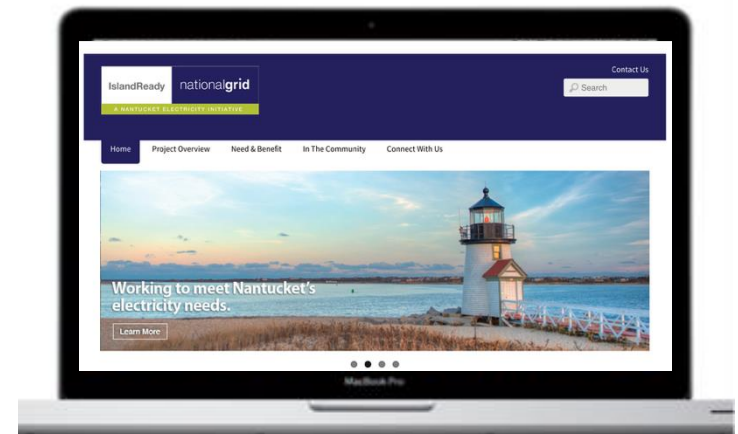 Contact Us
IslandReady nationalgrid
A NANTUCKET ELECTRICITY INITIATIVE
Search
Home Project Overview Need & Benefit In The Community Connect With Us
Working to meet Nantucket's
electricity needs.
Learn More
MacBook Pro